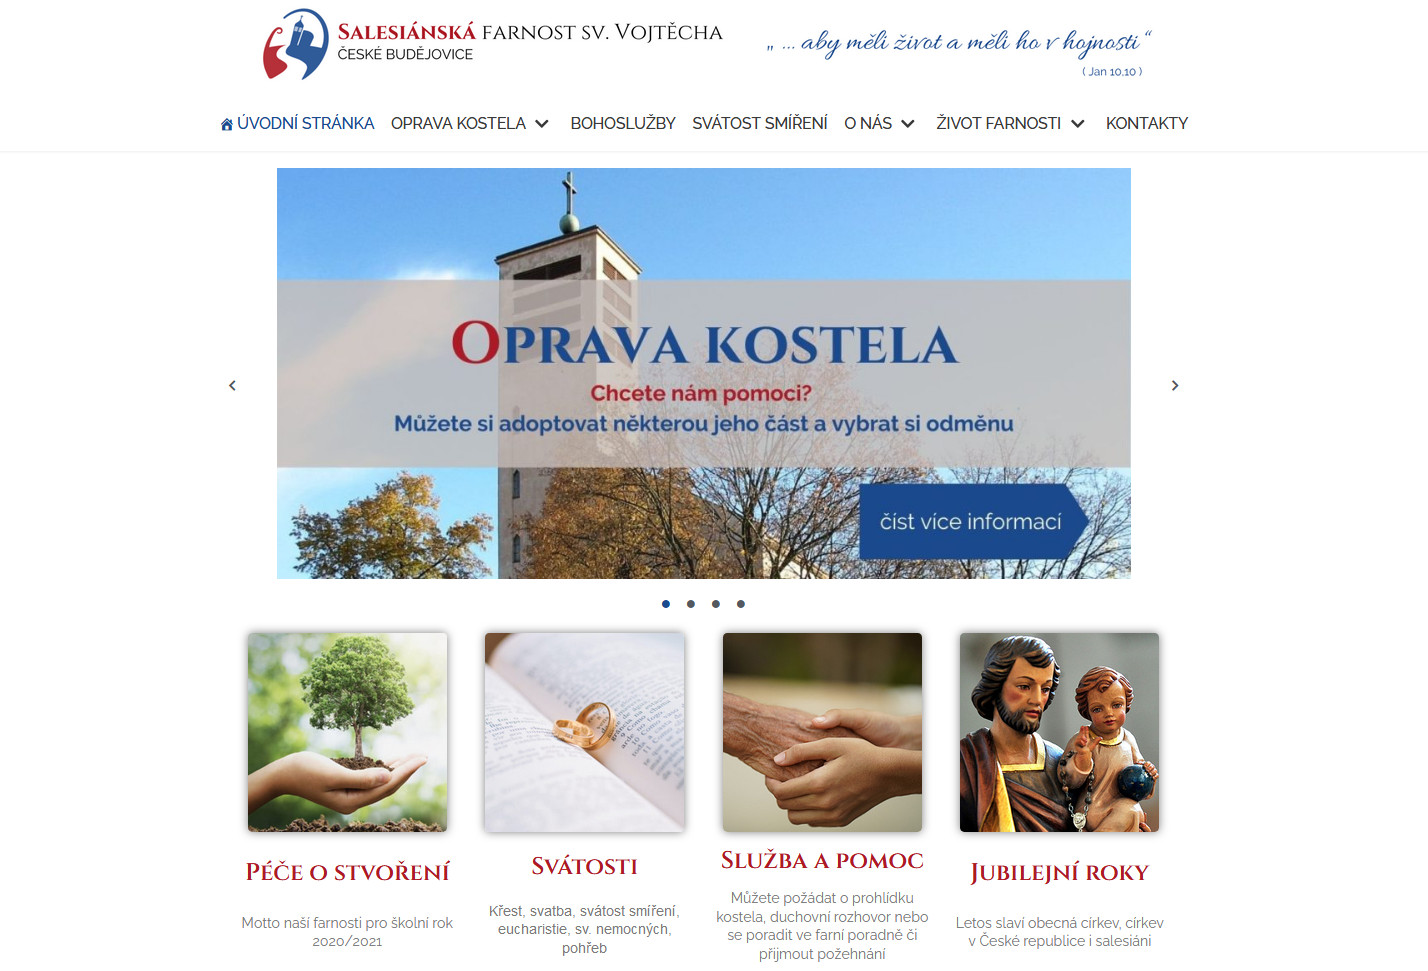 Salesiánská farnost sv. Vojtěcha
ČESKÉ BUDĚJOVICE
„ ... aby měli život a měli ho v hojnosti “
( Jan 10,10 )
ÚVODNÍ STRÁNKA OPRAVA KOSTELA BOHOSLUŽBY SVÁTOST SMÍŘENÍ O NÁS ŽIVOT FARNOSTI KONTAKTY
Oprava kostela
Chcete nám pomoci?
Můžete si adoptovat některou jeho část a vybrat si odměnu
číst více informací
Péče o stvoření
Motto naší farnosti pro školní rok
2020/2021
Svátosti
Křest, svatba, svátost smíření,
eucharistie, sv. nemocných,
pohřeb
Služba a pomoc
Můžete požádat o prohlídku
kostela, duchovní rozhovor nebo
se poradit ve farní poradně či
přijmout požehnání
Jubilejní roky
Letos slaví obecná církev, církev
v České republice i salesiáni